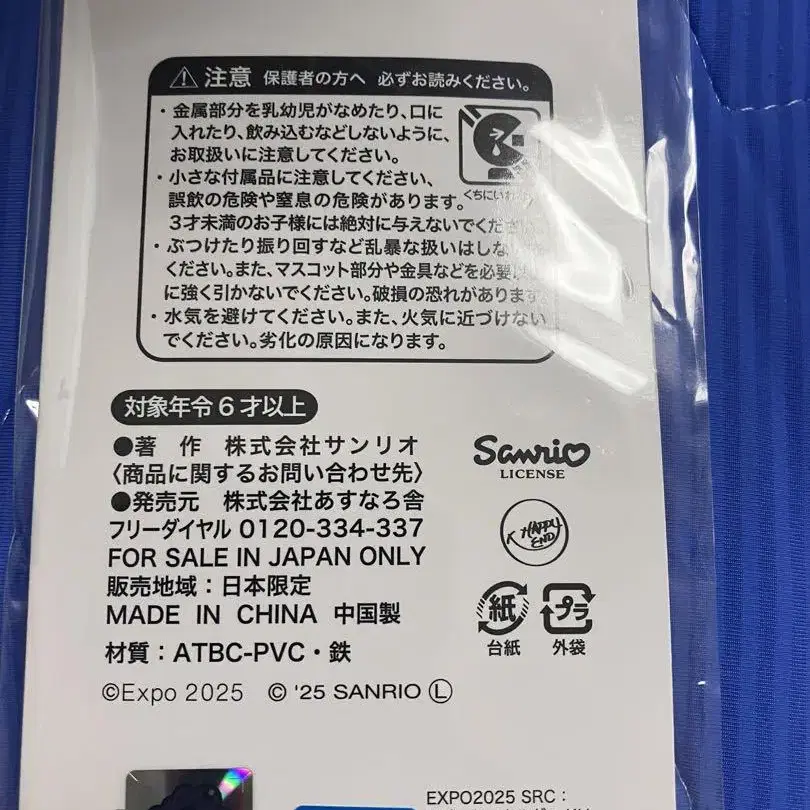 注意 保護者の方へ 必ずお読みください。
・金属部分を乳幼児がなめたり、口に
入れたり、飲み込むなどしないように、
お取扱いに注意してください。
・小さな付属品に注意してください、
誤飲の危険や窒息の危険があります。
3才未満のお子様には絶対に与えないでくだ
くちにいれ
・ぶつけたり振り回すなど乱暴な扱いはしな
ください。また、マスコット部分や金具などを必要以
に強く引かないでください。破損の恐れがあります
・水気を避けてください。また、火気に近づけない
でください。劣化の原因になります。
対象年令6才以上
●著 作 株式会社サンリオ
〈商品に関するお問い合わせ先〉
●発売元 株式会社あすなろ舎
フリーダイヤル 0120-334-337
FOR SALE IN JAPAN ONLY
販売地域：日本限定
MADE IN CHINA 中国製
材質：ATBC-PVC・鉄
©Expo 2025 © '25 SANRIO Ⓛ
Sanrio
LICENSE
HAPPY
END
紙
台紙
プラ
外袋
EXPO2025 SRC：